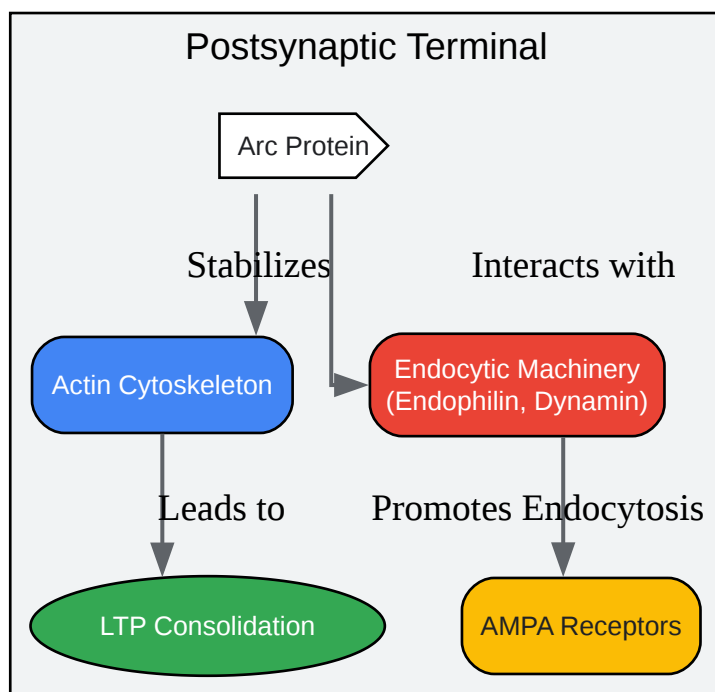 Postsynaptic Terminal
Arc Protein
Stabilizes
Interacts with
Actin Cytoskeleton
Endocytic Machinery
(Endophilin, Dynamin)
Leads to
Promotes Endocytosis
LTP Consolidation
AMPA Receptors